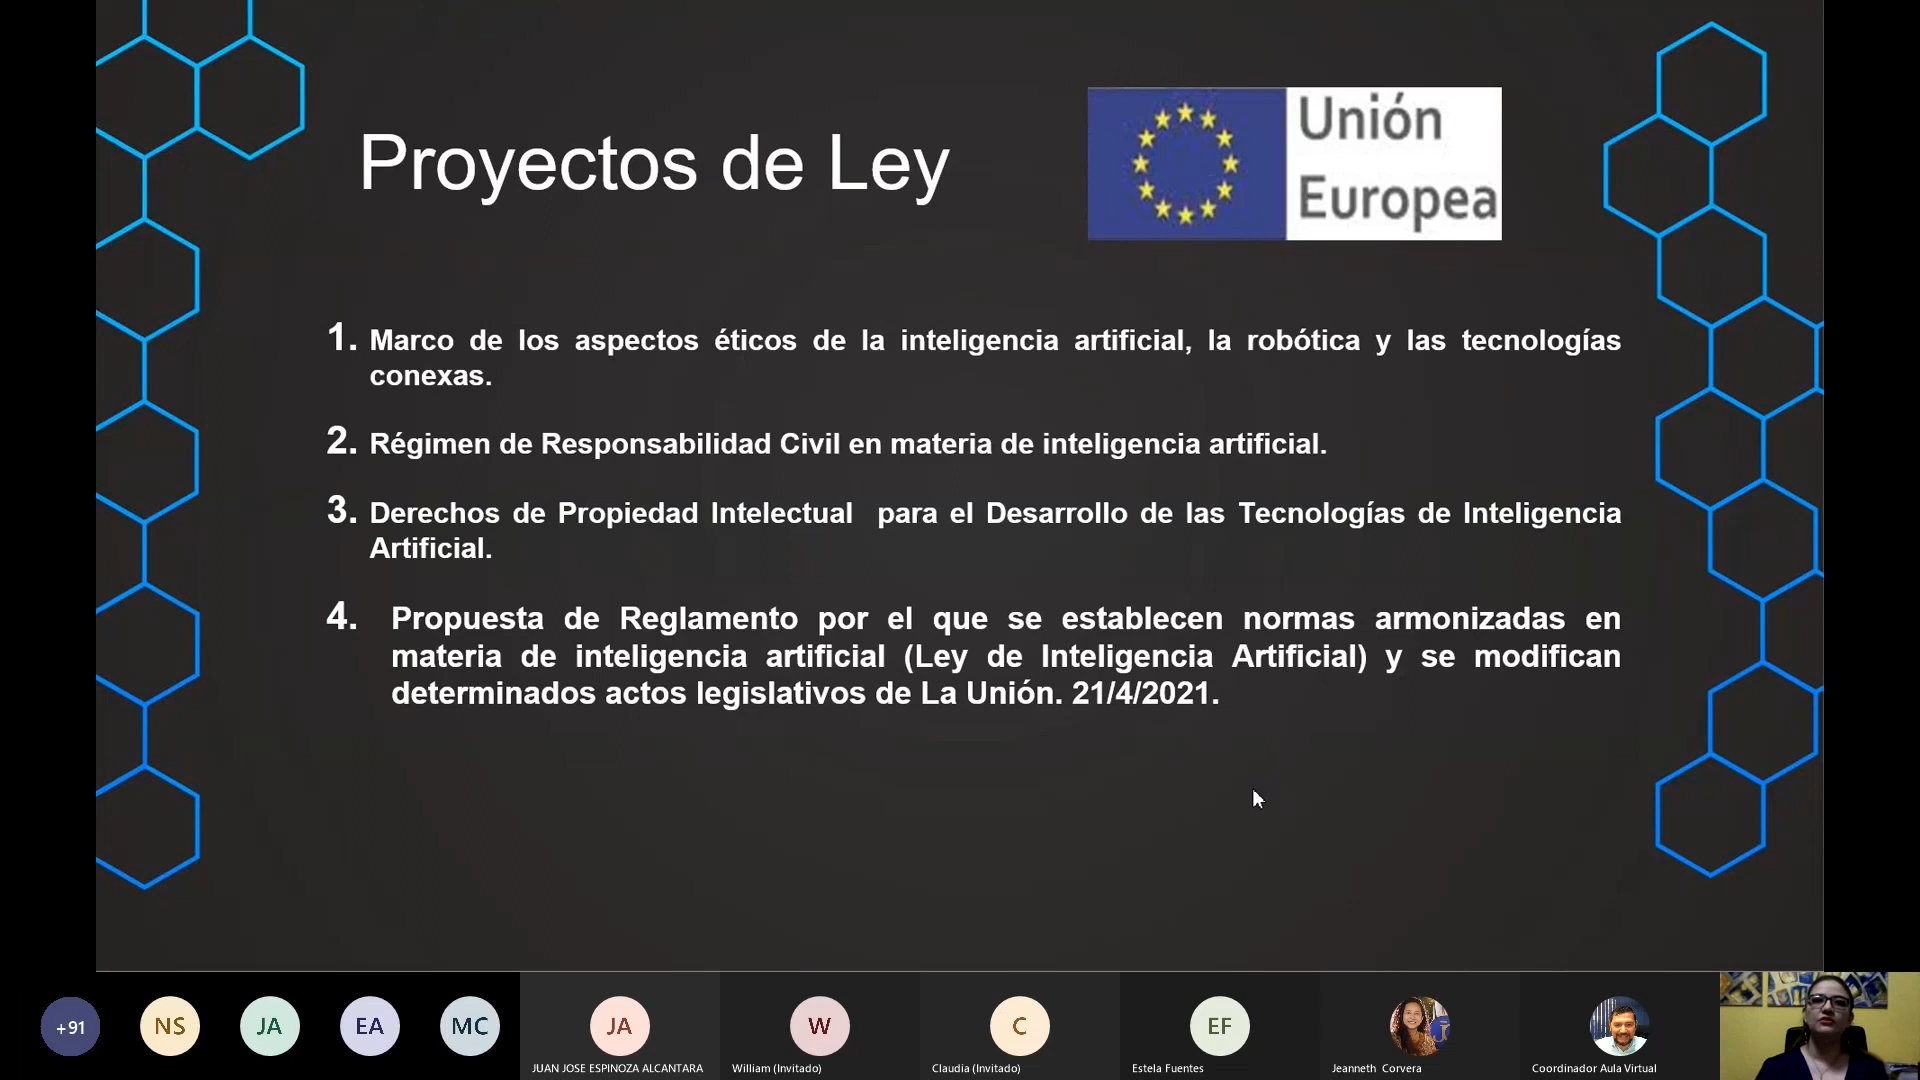 Proyectos de Ley
Unión
Europea
1. Marco de los aspectos éticos de la inteligencia artificial, la robótica y las tecnologías
conexas.
2. Régimen de Responsabilidad Civil en materia de inteligencia artificial.
3. Derechos de Propiedad Intelectual para el Desarrollo de las Tecnologías de Inteligencia
Artificial.
4. Propuesta de Reglamento por el que se establecen normas armonizadas en
materia de inteligencia artificial (Ley de Inteligencia Artificial) y se modifican
determinados actos legislativos de La Unión. 21/4/2021.
+91
NS
JA
EA
MC
JA
W
C
EF
JUAN JOSE ESPINOZA ALCANTARA
William (Invitado)
Claudia (Invitado)
Estela Fuentes
Jeanneth Corvera
Coordinador Aula Virtual